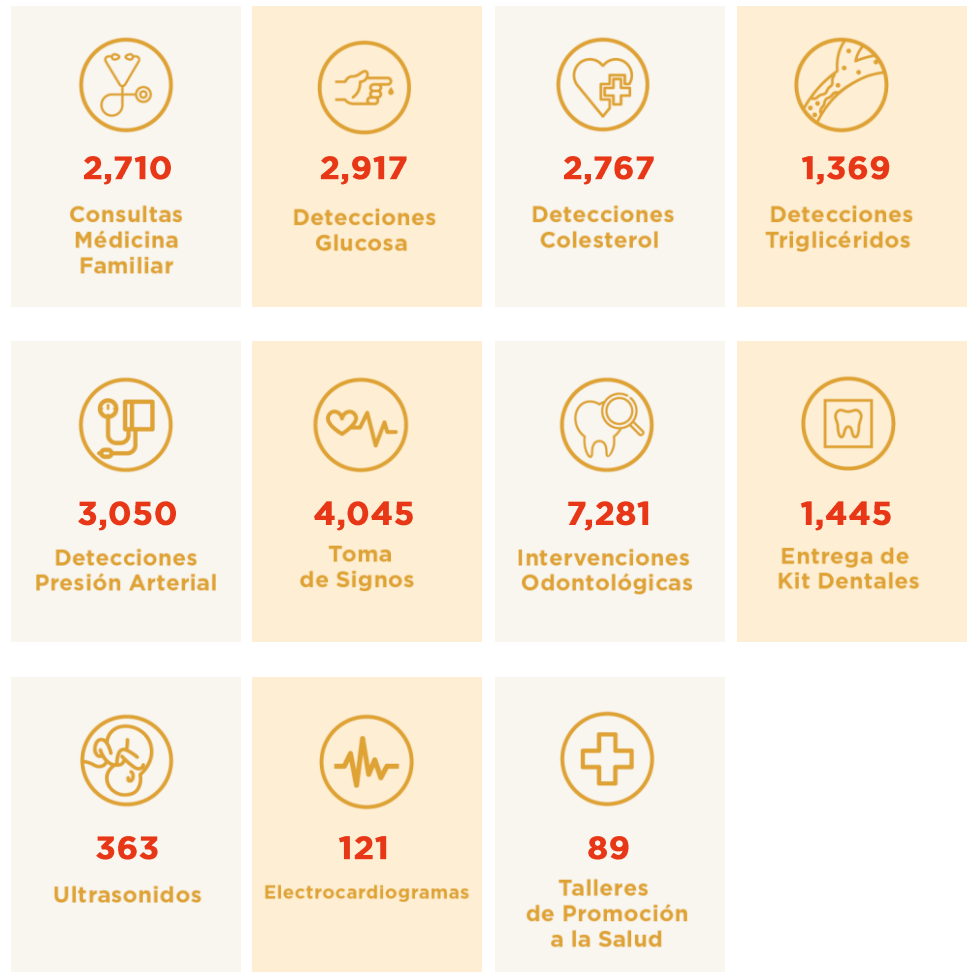 2,710
Consultas
Médicina
Familiar
2,917
Detecciones
Glucosa
2,767
Detecciones
Colesterol
1,369
Detecciones
Triglicéridos
3,050
Detecciones
Presión Arterial
4,045
Toma
de Signos
7,281
Intervenciones
Odontológicas
1,445
Entrega de
Kit Dentales
363
Ultrasonidos
121
Electrocardiogramas
89
Talleres
de Promoción
a la Salud